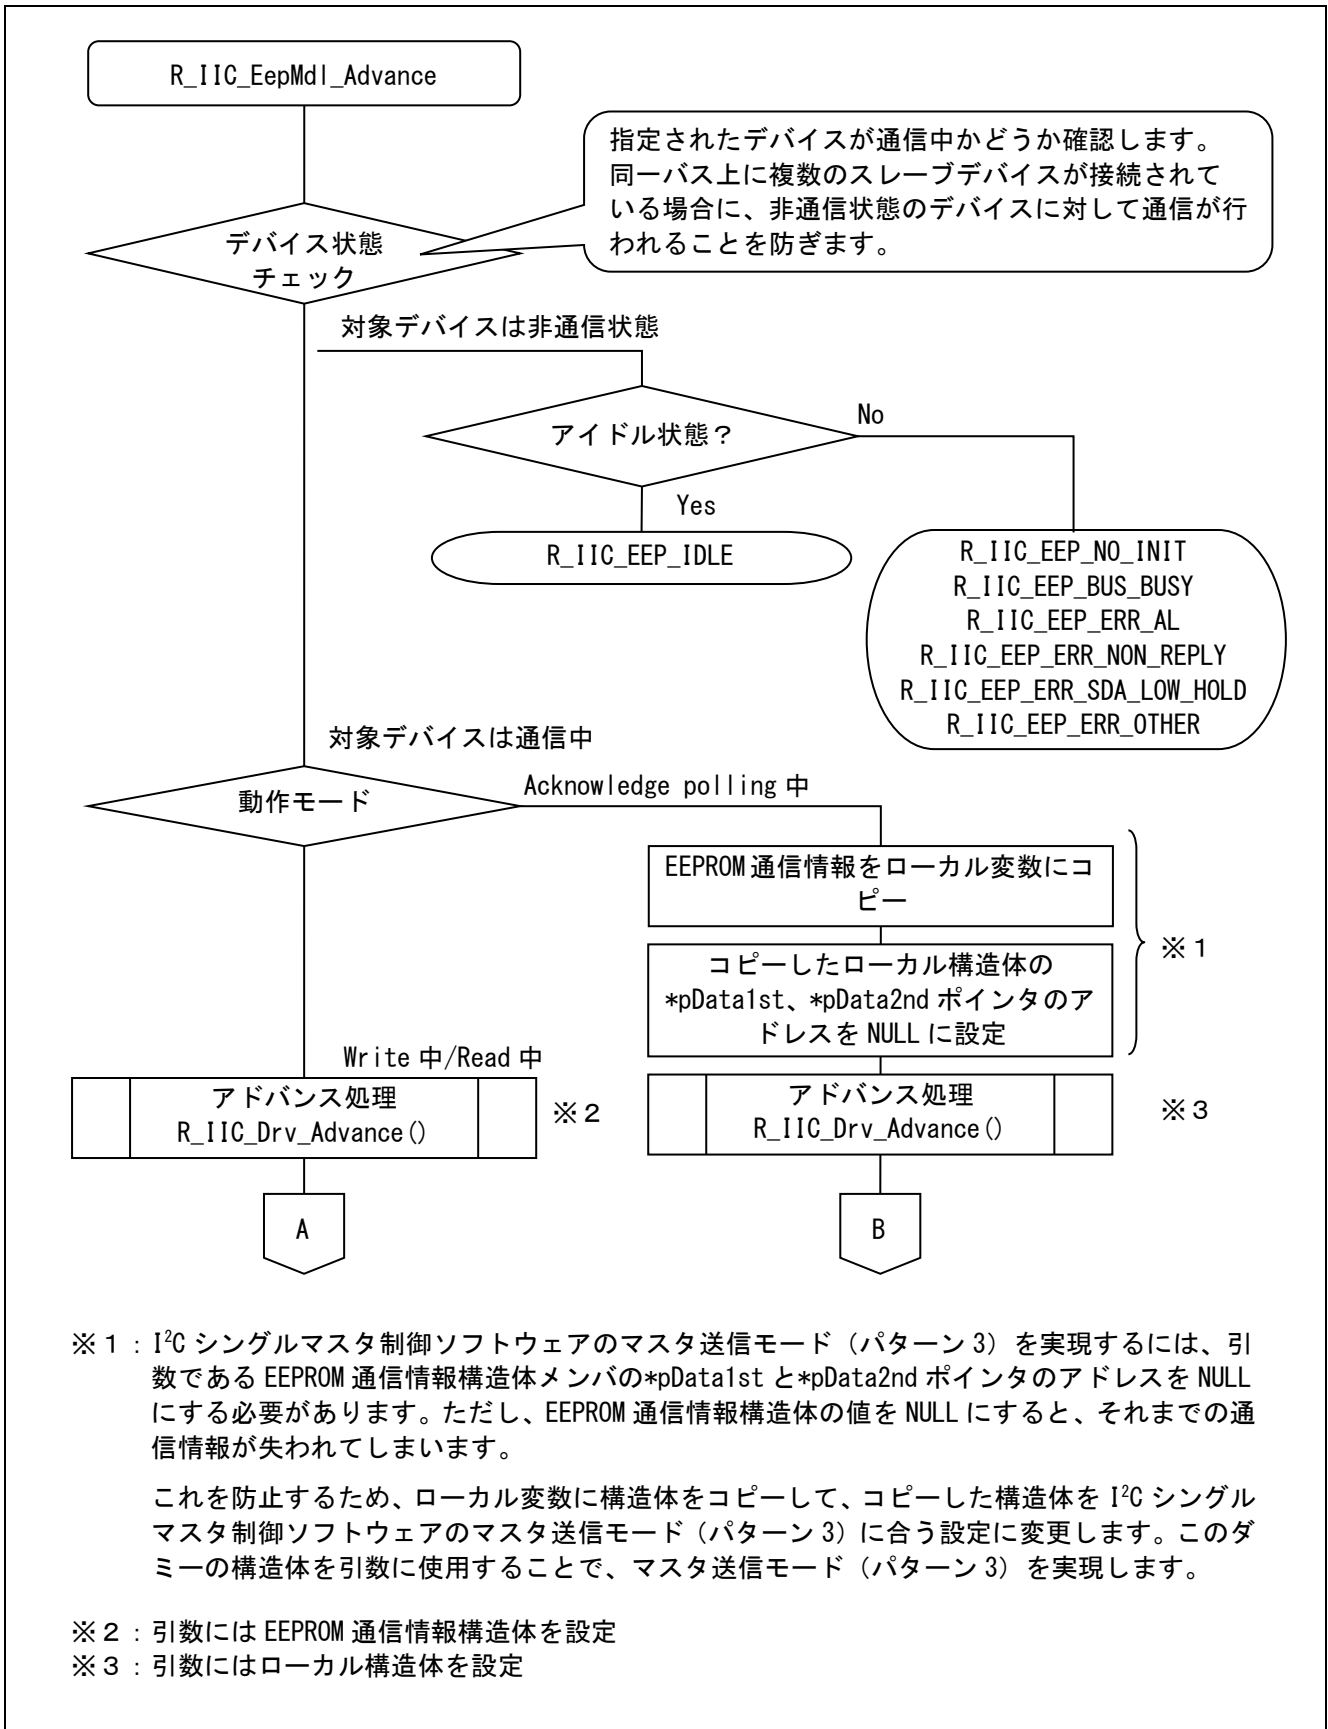 R_IIC_EepMdl_Advance
指定されたデバイスが通信中かどうか確認します。
同一バス上に複数のスレーブデバイスが接続されて
いる場合に、非通信状態のデバイスに対して通信が行
われることを防ぎます。
デバイス状態
チェック
対象デバイスは非通信状態
アイドル状態？
No
Yes
R_IIC_EEP_IDLE
R_IIC_EEP_NO_INIT
R_IIC_EEP_BUS_BUSY
R_IIC_EEP_ERR_AL
R_IIC_EEP_ERR_NON_REPLY
R_IIC_EEP_ERR_SDA_LOW_HOLD
R_IIC_EEP_ERR_OTHER
対象デバイスは通信中
動作モード
Acknowledge polling 中
EEPROM 通信情報をローカル変数にコ
ピー
コピーしたローカル構造体の
*pData1st、*pData2nd ポインタのア
ドレスを NULL に設定
※１
Write 中/Read 中
アドバンス処理
R_IIC_Drv_Advance()
※２
アドバンス処理
R_IIC_Drv_Advance()
※３
A
B
※１：I²C シングルマスタ制御ソフトウェアのマスタ送信モード（パターン 3）を実現するには、引
数である EEPROM 通信情報構造体メンバの*pData1st と*pData2nd ポインタのアドレスを NULL
にする必要があります。ただし、EEPROM 通信情報構造体の値を NULL にすると、それまでの通
信情報が失われてしまいます。
これを防止するため、ローカル変数に構造体をコピーして、コピーした構造体を I²C シングル
マスタ制御ソフトウェアのマスタ送信モード（パターン 3）に合う設定に変更します。このダ
ミーの構造体を引数に使用することで、マスタ送信モード（パターン 3）を実現します。
※２：引数には EEPROM 通信情報構造体を設定
※３：引数にはローカル構造体を設定